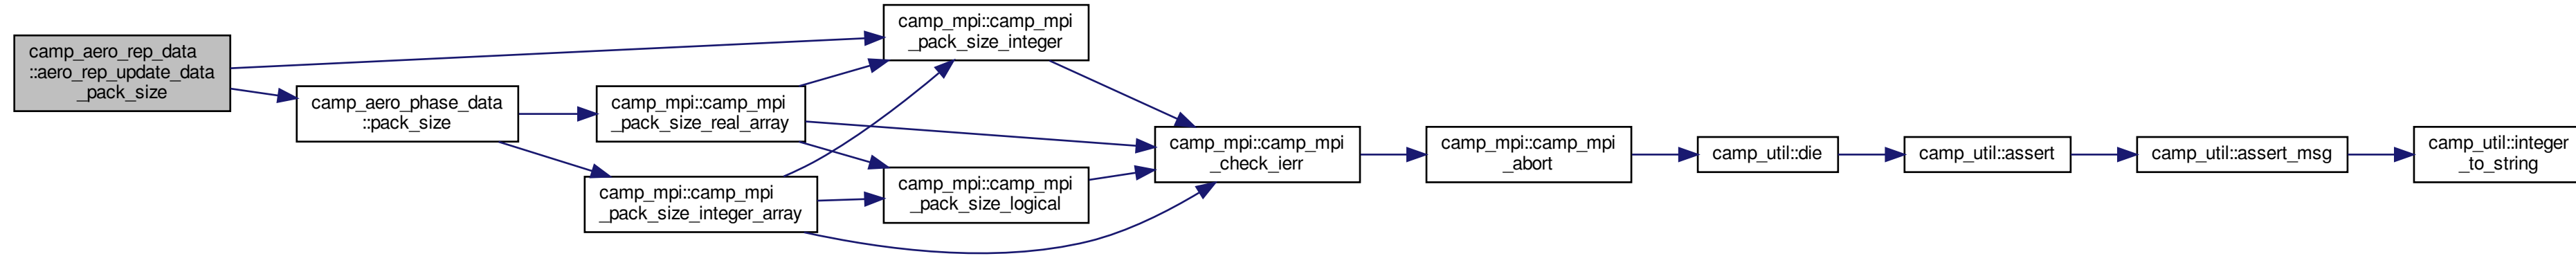 camp_aero_rep_data
::aero_rep_update_data
_pack_size
camp_aero_phase_data
::pack_size
camp_mpi::camp_mpi
_pack_size_real_array
camp_mpi::camp_mpi
_pack_size_integer_array
camp_mpi::camp_mpi
_pack_size_integer
camp_mpi::camp_mpi
_pack_size_logical
camp_mpi::camp_mpi
_check_ierr
camp_mpi::camp_mpi
_abort
camp_util::die
camp_util::assert
camp_util::assert_msg
camp_util::integer
_to_string